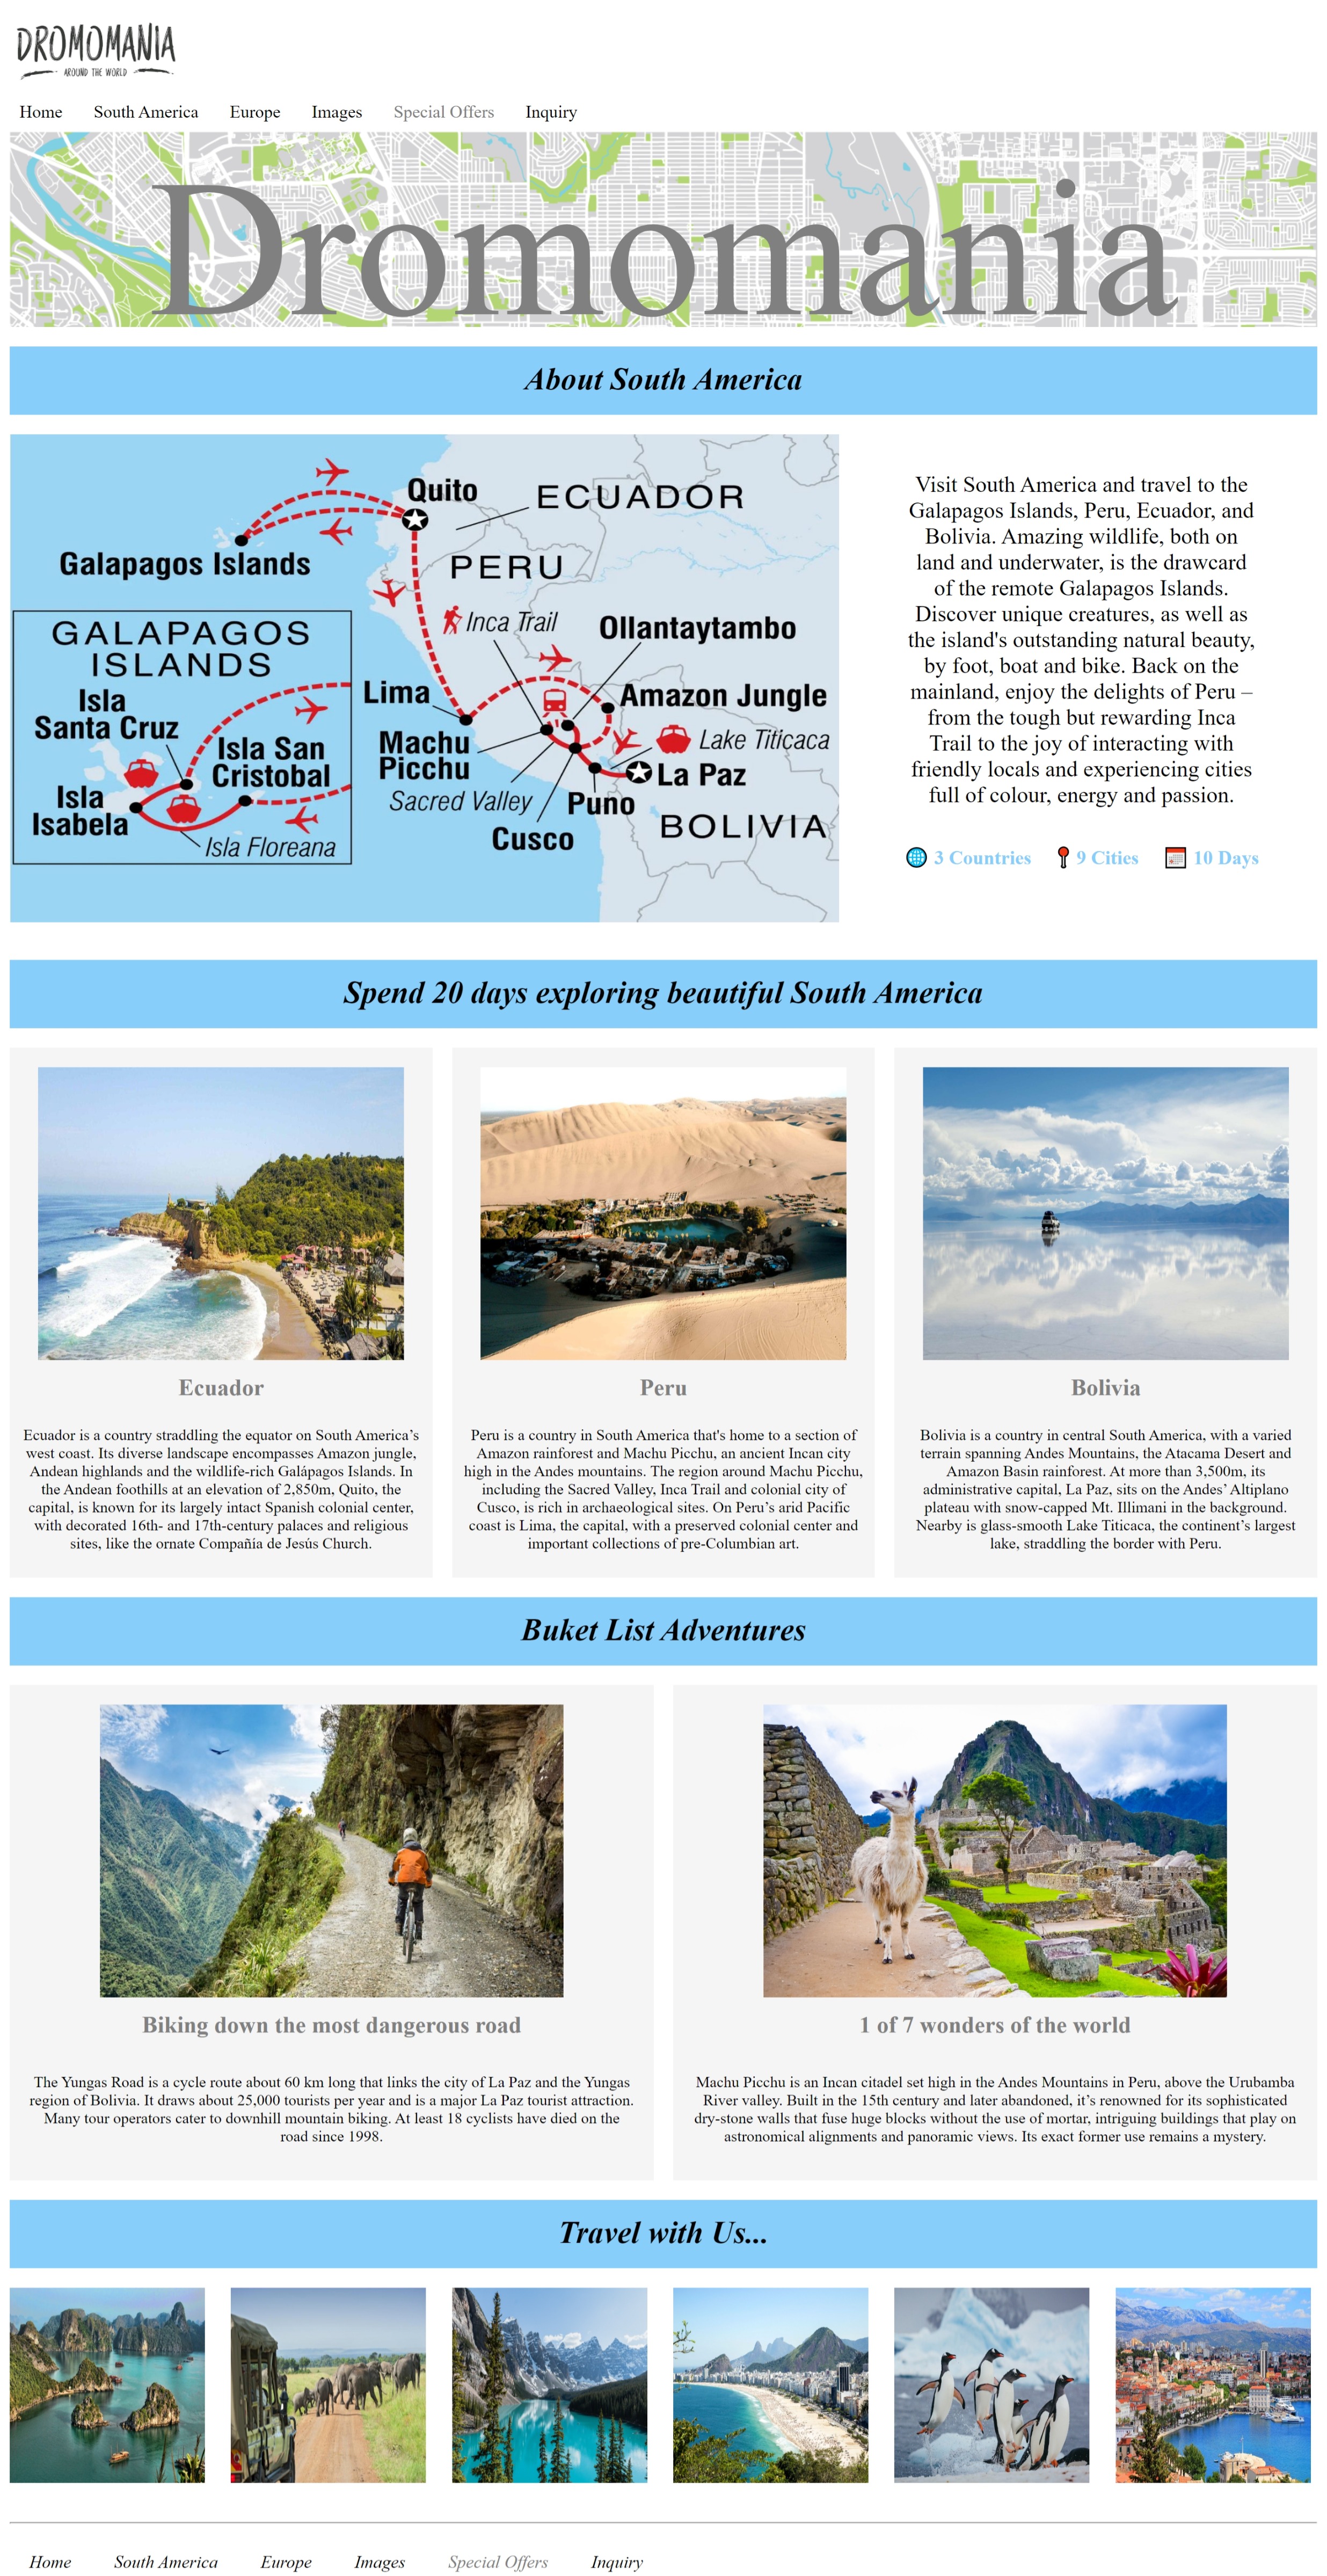 DROMOMANIA
AROUND THE WORLD
Home South America Europe Images Special Offers Inquiry
Dromomania
About South America
Quito
ECUADOR
Galapagos Islands
PERU
Inca Trail
Ollantaytambo
GALAPAGOS
ISLANDS
Isla
Santa Cruz
Isla San
Cristobal
Isla
Isabela
Isla Floreana
Lima
Amazon Jungle
Machu
Picchu
Lake Titicaca
La Paz
Sacred Valley
Puno
Cusco
BOLIVIA
Visit South America and travel to the
Galapagos Islands, Peru, Ecuador, and
Bolivia. Amazing wildlife, both on
land and underwater, is the drawcard
of the remote Galapagos Islands.
Discover unique creatures, as well as
the island's outstanding natural beauty,
by foot, boat and bike. Back on the
mainland, enjoy the delights of Peru –
from the tough but rewarding Inca
Trail to the joy of interacting with
friendly locals and experiencing cities
full of colour, energy and passion.
3 Countries 9 Cities 10 Days
Spend 20 days exploring beautiful South America
Ecuador
Ecuador is a country straddling the equator on South America’s
west coast. Its diverse landscape encompasses Amazon jungle,
Andean highlands and the wildlife-rich Galápagos Islands. In
the Andean foothills at an elevation of 2,850m, Quito, the
capital, is known for its largely intact Spanish colonial center,
with decorated 16th- and 17th-century palaces and religious
sites, like the ornate Compañia de Jesús Church.
Peru
Peru is a country in South America that's home to a section of
Amazon rainforest and Machu Picchu, an ancient Incan city
high in the Andes mountains. The region around Machu Picchu,
including the Sacred Valley, Inca Trail and colonial city of
Cusco, is rich in archaeological sites. On Peru’s arid Pacific
coast is Lima, the capital, with a preserved colonial center and
important collections of pre-Columbian art.
Bolivia
Bolivia is a country in central South America, with a varied
terrain spanning Andes Mountains, the Atacama Desert and
Amazon Basin rainforest. At more than 3,500m, its
administrative capital, La Paz, sits on the Andes’ Altiplano
plateau with snow-capped Mt. Illimani in the background.
Nearby is glass-smooth Lake Titicaca, the continent’s largest
lake, straddling the border with Peru.
Buket List Adventures
Biking down the most dangerous road
The Yungas Road is a cycle route about 60 km long that links the city of La Paz and the Yungas
region of Bolivia. It draws about 25,000 tourists per year and is a major La Paz tourist attraction.
Many tour operators cater to downhill mountain biking. At least 18 cyclists have died on the
road since 1998.
1 of 7 wonders of the world
Machu Picchu is an Incan citadel set high in the Andes Mountains in Peru, above the Urubamba
River valley. Built in the 15th century and later abandoned, it’s renowned for its sophisticated
dry-stone walls that fuse huge blocks without the use of mortar, intriguing buildings that play on
astronomical alignments and panoramic views. Its exact former use remains a mystery.
Travel with Us...
Home South America Europe Images Special Offers Inquiry